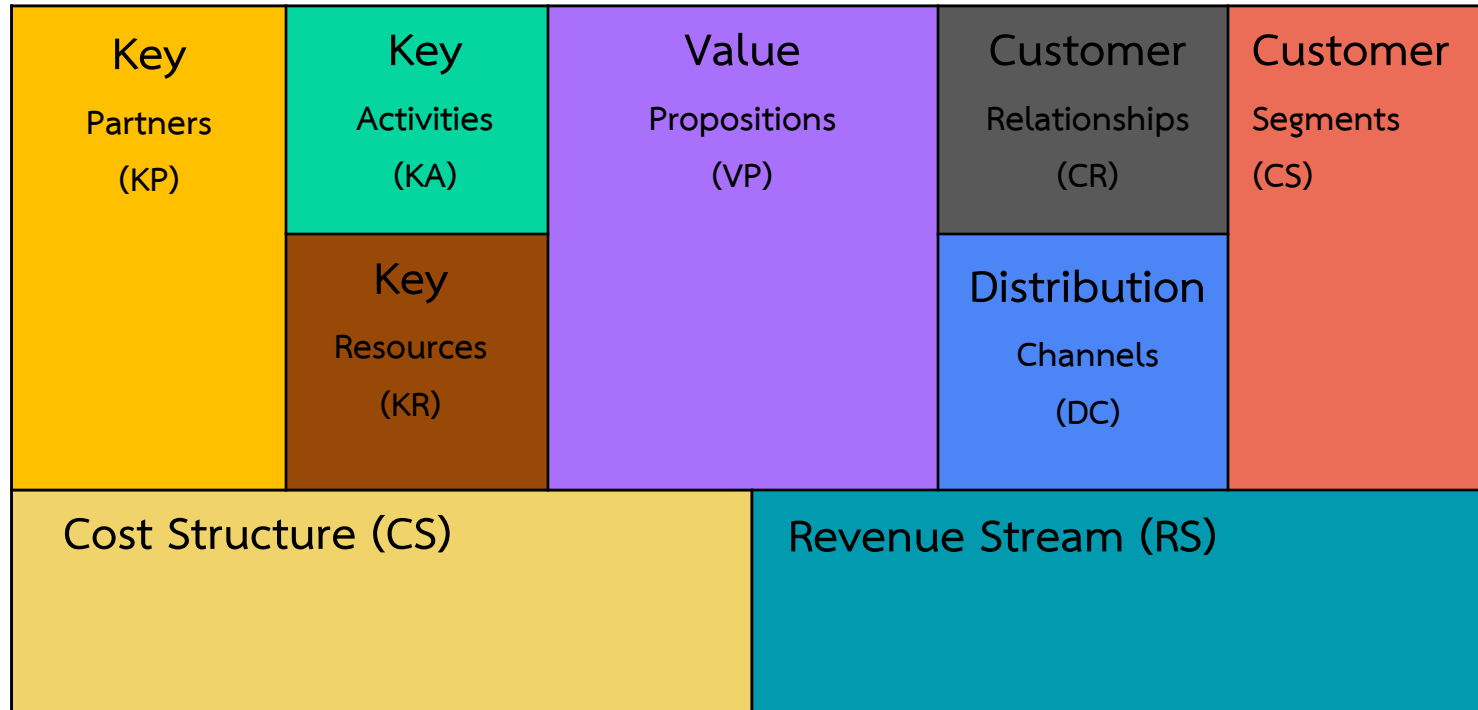 Key
Partners
(KP)
Key
Activities
(KA)
Key
Resources
(KR)
Value
Propositions
(VP)
Customer
Relationships
(CR)
Distribution
Channels
(DC)
Customer
Segments
(CS)
Cost Structure (CS)
Revenue Stream (RS)